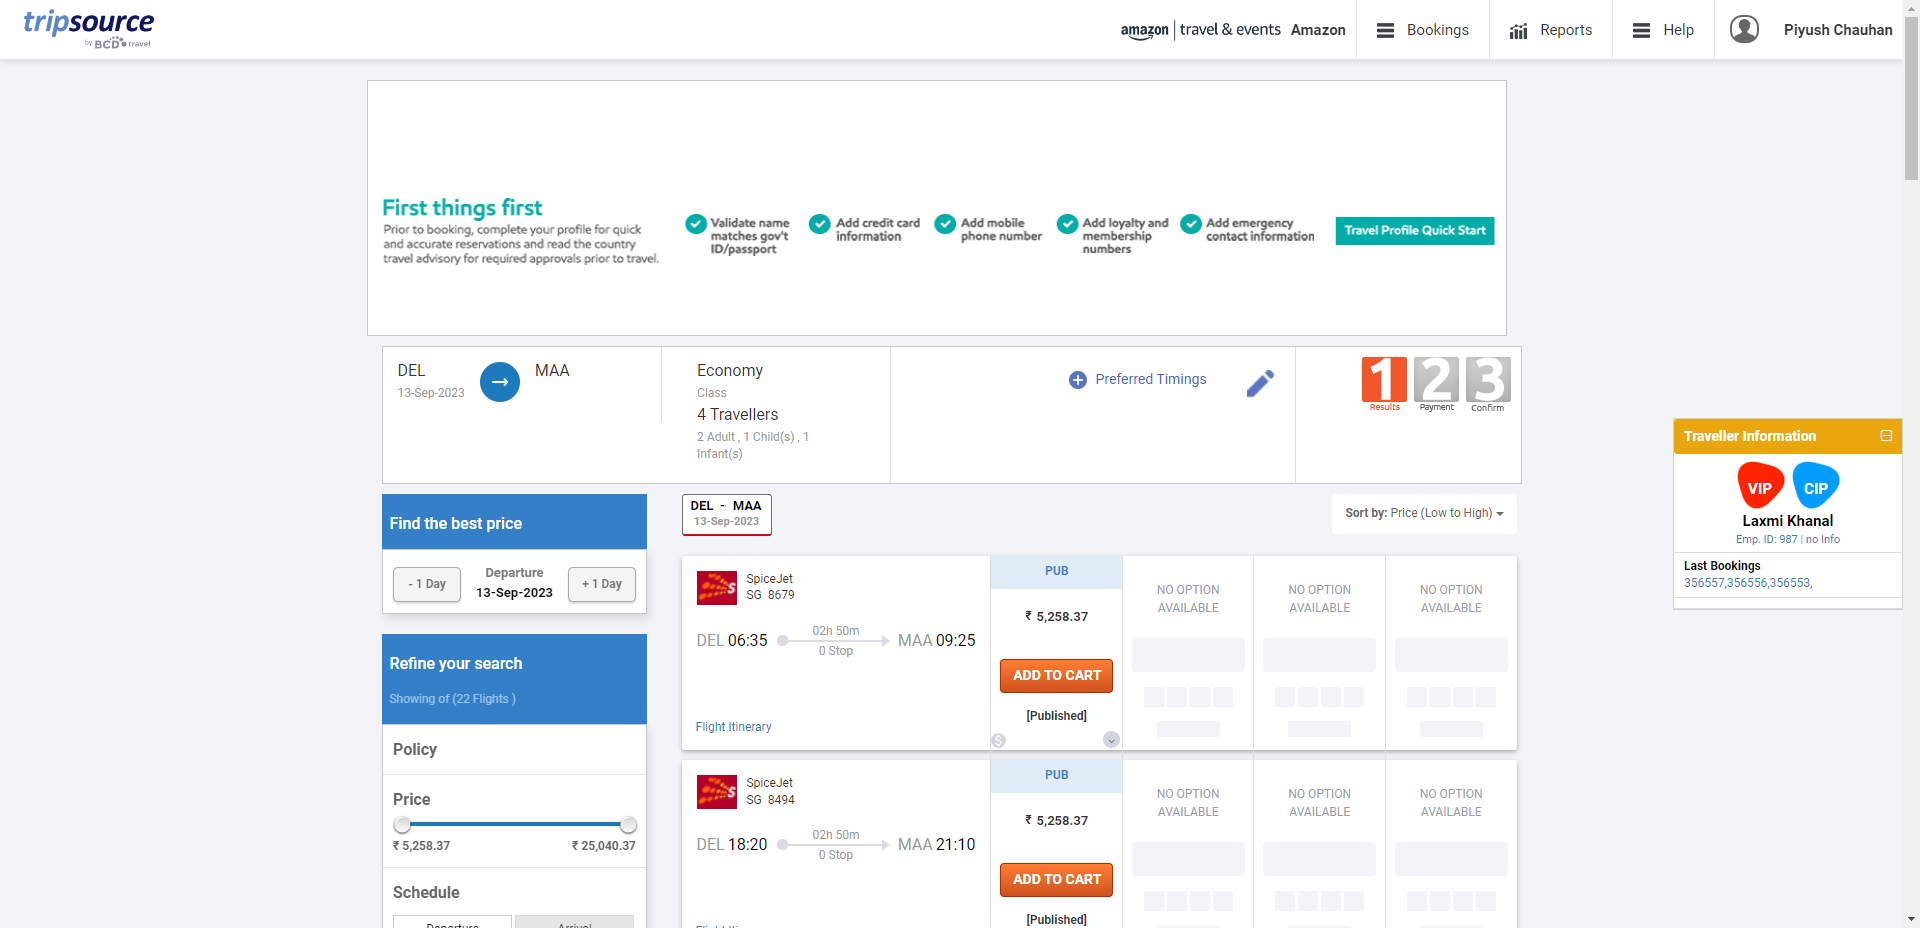 tripsource
by BCD travel
amazon | travel & events Amazon
Bookings
Reports
Help
Piyush Chauhan
First things first
Prior to booking, complete your profile for quick
and accurate reservations and read the country
travel advisory for required approvals prior to travel.
Validate name
matches gov't
ID/passport
Add credit card
information
Add mobile
phone number
Add loyalty and
membership
numbers
Add emergency
contact information
Travel Profile Quick Start
DEL
13-Sep-2023
MAA
Economy
Class
4 Travellers
2 Adult , 1 Child(s) , 1
Infant(s)
Preferred Timings
1 2 3
Results Payment Confirm
Traveller Information
VIP CIP
Laxmi Khanal
Emp. ID: 987 | no Info
Last Bookings
356557,356556,356553,
Find the best price
- 1 Day
Departure
13-Sep-2023
+ 1 Day
Refine your search
Showing of (22 Flights )
Policy
Price
₹ 5,258.37 ₹ 25,040.37
Schedule
Departure Arrival
DEL - MAA
13-Sep-2023
Sort by: Price (Low to High)
SpiceJet
SG 8679
DEL 06:35
02h 50m
0 Stop
MAA 09:25
Flight Itinerary
PUB
₹ 5,258.37
ADD TO CART
[Published]
S
NO OPTION
AVAILABLE
NO OPTION
AVAILABLE
NO OPTION
AVAILABLE
SpiceJet
SG 8494
DEL 18:20
02h 50m
0 Stop
MAA 21:10
Flight Itinerary
PUB
₹ 5,258.37
ADD TO CART
[Published]
NO OPTION
AVAILABLE
NO OPTION
AVAILABLE
NO OPTION
AVAILABLE